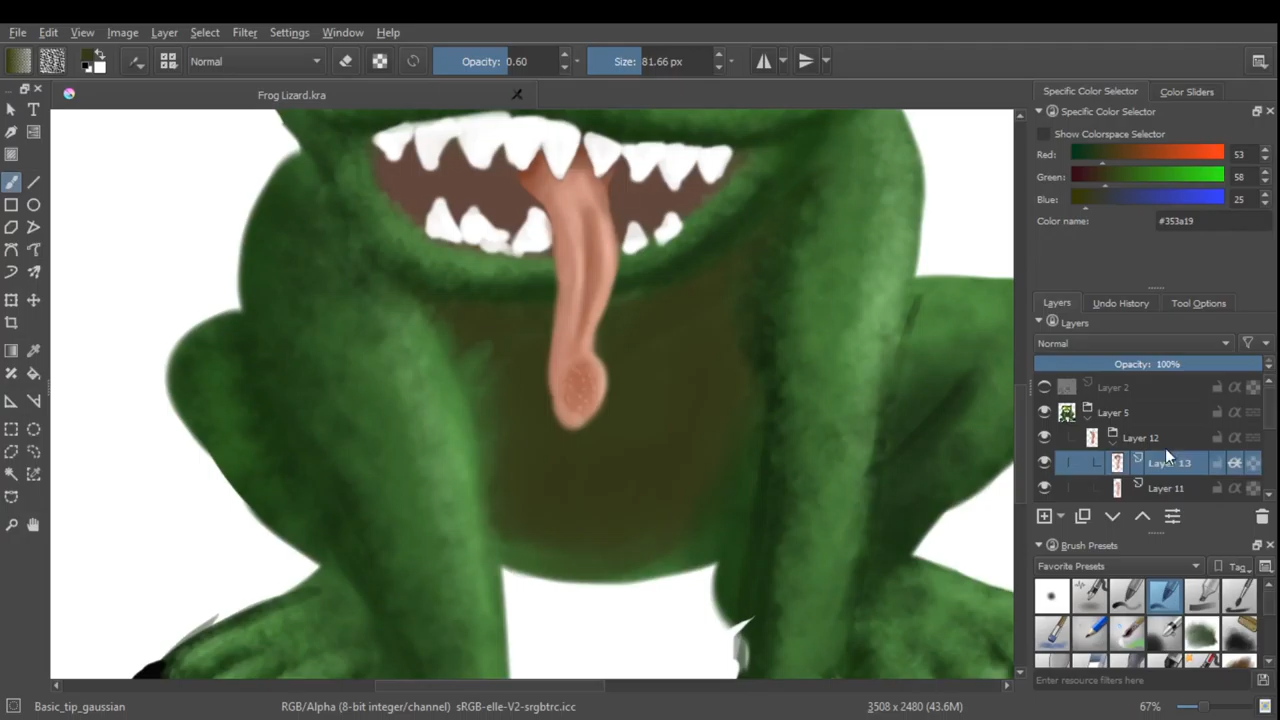 File Edit View Image Layer Select Filter Settings Window Help
Normal Opacity: 0.60 Size: 81.66 px
Frog Lizard.kra
Specific Color Selector Color Sliders
Specific Color Selector
Show Colorspace Selector
Red: 53
Green: 58
Blue: 25
Color name: #353a19
Layers Undo History Tool Options
Layers
Normal
Opacity: 100%
Layer 2
Layer 5
Layer 12
Layer 13
Layer 11
Brush Presets
Favorite Presets Tag
Enter resource filters here
Basic_tip_gaussian RGB/Alpha (8-bit integer/channel) sRGB-elle-V2-srgbtrc.icc 3508 x 2480 (43.6M) 67%